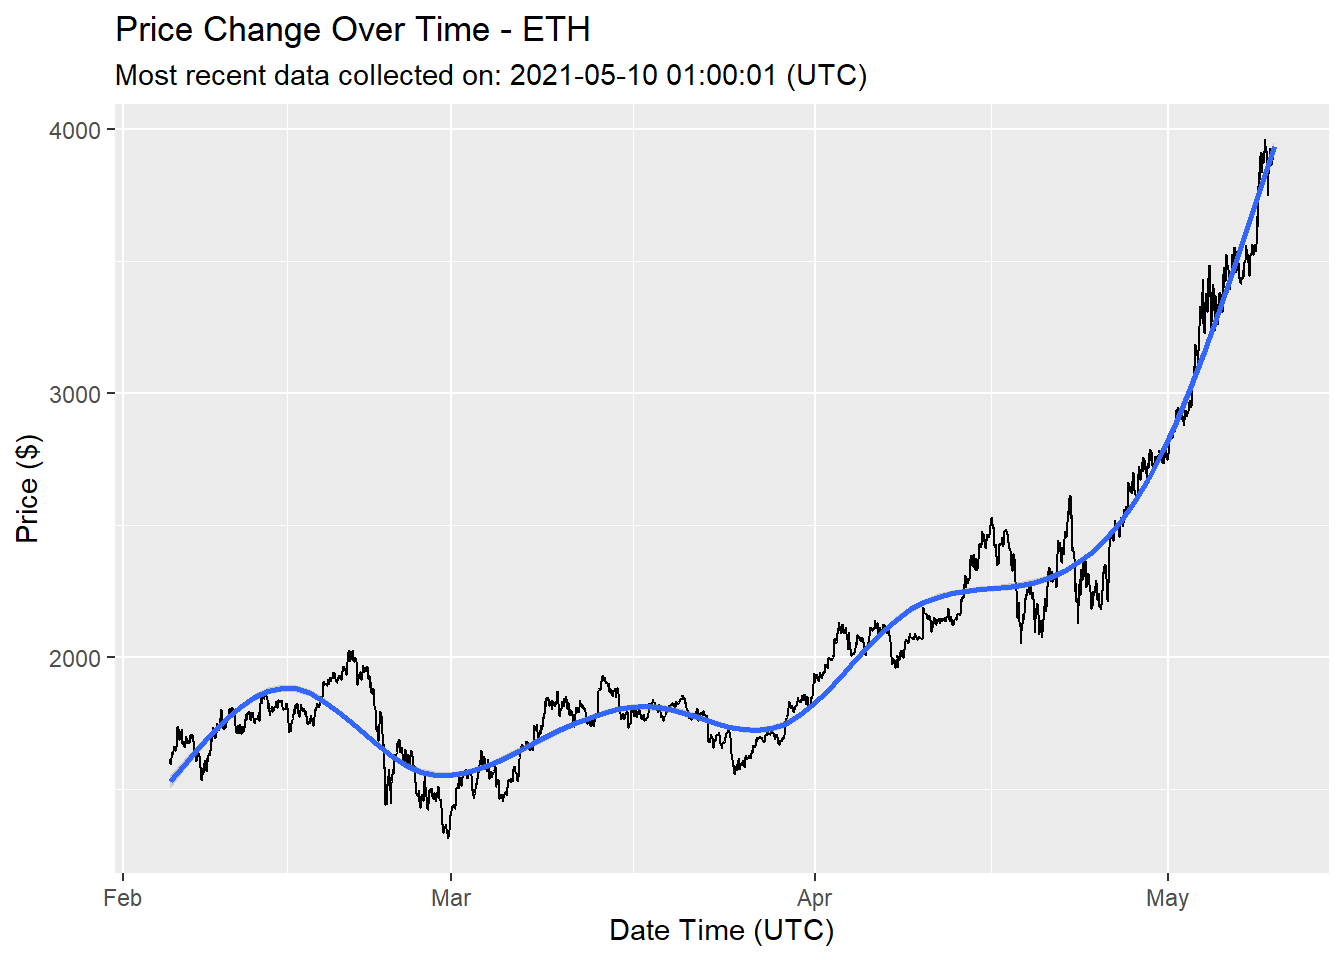 Price Change Over Time - ETH
Most recent data collected on: 2021-05-10 01:00:01 (UTC)
4000
3000
2000
Price ($)
Feb
Mar
Apr
May
Date Time (UTC)